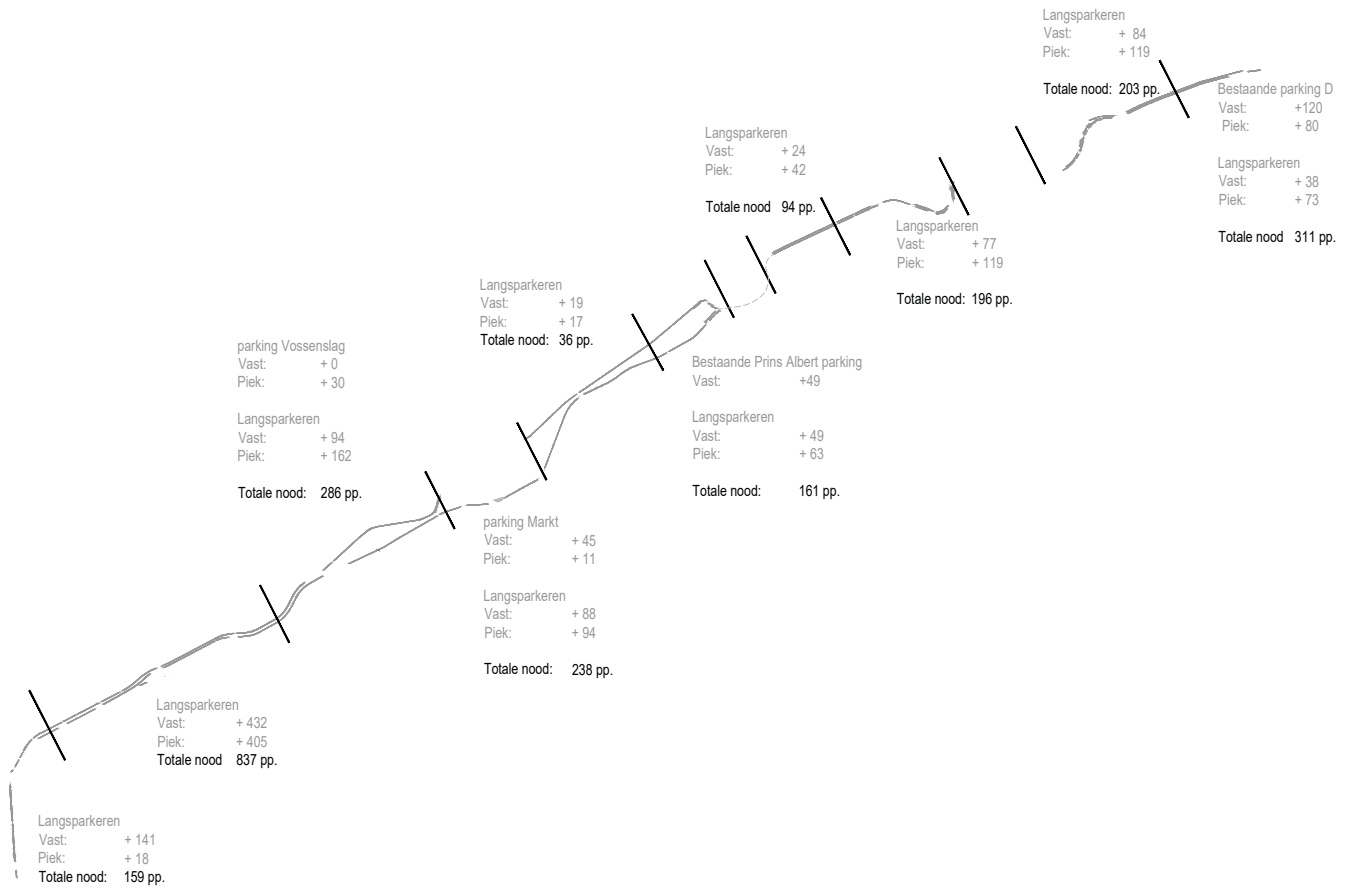 Langsparkeren
Vast: + 84
Piek: + 119
Totale nood: 203 pp.
Bestaande parking D
Vast: +120
Piek: + 80
Langsparkeren
Vast: + 38
Piek: + 73
Totale nood 311 pp.
Langsparkeren
Vast: + 24
Piek: + 42
Totale nood 94 pp.
Langsparkeren
Vast: + 77
Piek: + 119
Totale nood: 196 pp.
Langsparkeren
Vast: + 19
Piek: + 17
Totale nood: 36 pp.
parking Vossenslag
Vast: + 0
Piek: + 30
Langsparkeren
Vast: + 94
Piek: + 162
Totale nood: 286 pp.
Bestaande Prins Albert parking
Vast: +49
Langsparkeren
Vast: + 49
Piek: + 63
Totale nood: 161 pp.
parking Markt
Vast: + 45
Piek: + 11
Langsparkeren
Vast: + 88
Piek: + 94
Totale nood: 238 pp.
Langsparkeren
Vast: + 432
Piek: + 405
Totale nood 837 pp.
Langsparkeren
Vast: + 141
Piek: + 18
Totale nood: 159 pp.